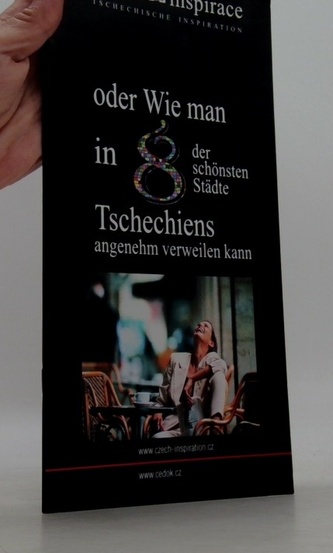 inspirace
TSCHECHISCHE INSPIRATION
oder Wie man
in 8 der
schönsten
Städte
Tschechiens
angenehm verweilen kann
www.czech-inspiration.cz
www.cedok.cz